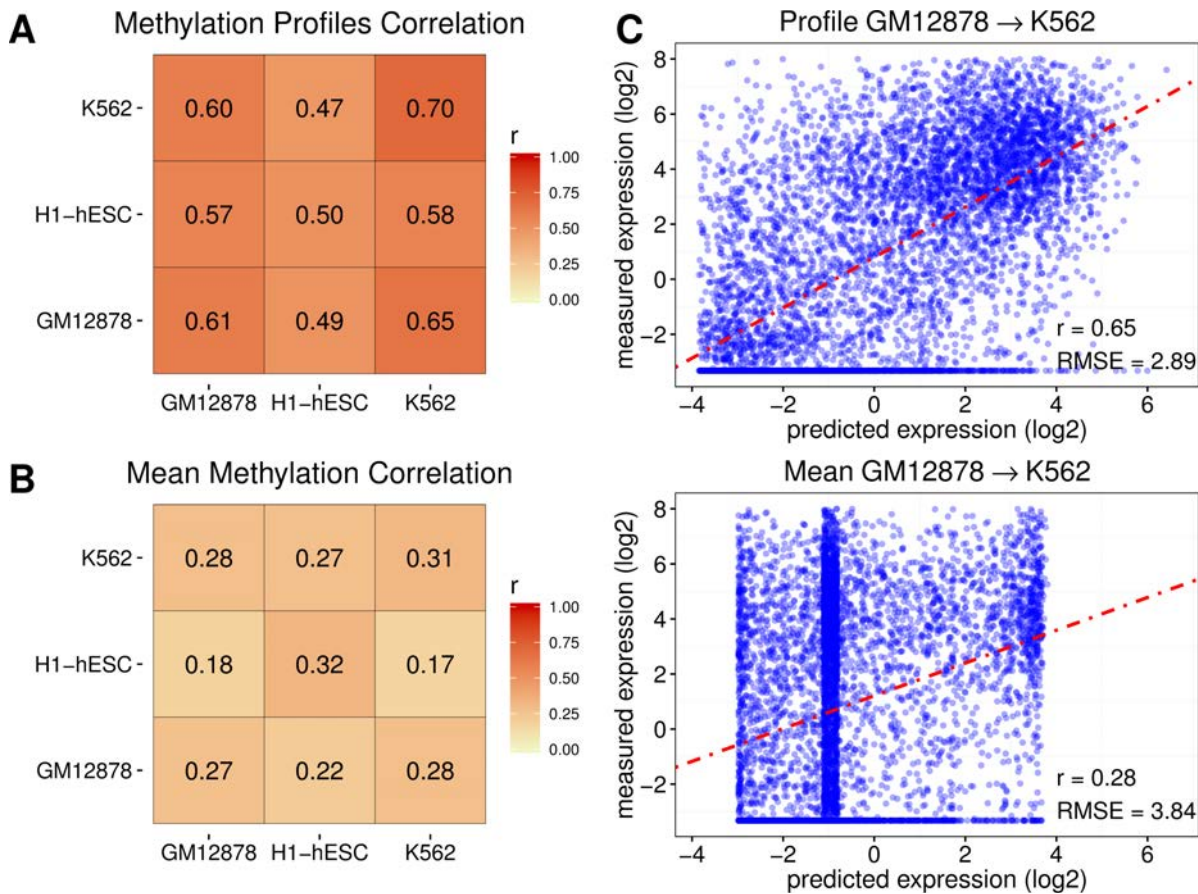 A
Methylation Profiles Correlation
K562
0.60 0.47 0.70
H1-hESC
0.57 0.50 0.58
GM12878
0.61 0.49 0.65
GM12878 H1-hESC K562
r
1.00
0.75
0.50
0.25
0.00
B
Mean Methylation Correlation
K562
0.28 0.27 0.31
H1-hESC
0.18 0.32 0.17
GM12878
0.27 0.22 0.28
GM12878 H1-hESC K562
r
1.00
0.75
0.50
0.25
0.00
C
Profile GM12878 → K562
measured expression (log2)
8
6
4
2
0
−2
r = 0.65
RMSE = 2.89
−4 −2 0 2 4 6
predicted expression (log2)
Mean GM12878 → K562
measured expression (log2)
8
6
4
2
0
−2
r = 0.28
RMSE = 3.84
−4 −2 0 2 4 6
predicted expression (log2)